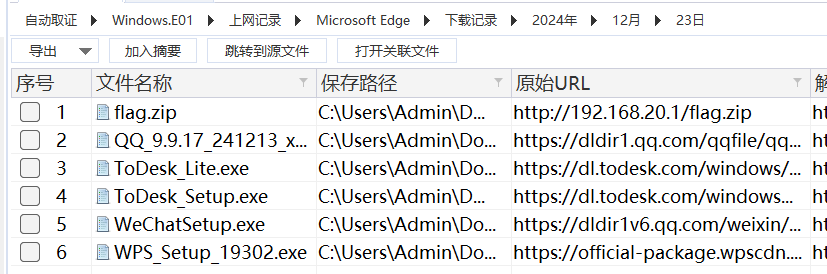 自动取证 Windows.E01 上网记录 Microsoft Edge 下载记录 2024年 12月 23日
导出 加入摘要 跳转到源文件 打开关联文件
序号 文件名称 保存路径 原始URL 解
1 flag.zip C:\Users\Admin\D... http://192.168.20.1/flag.zip ht
2 QQ_9.9.17_241213_x... C:\Users\Admin\Do... https://dldir1.qq.com/qqfile/qq... ht
3 ToDesk_Lite.exe C:\Users\Admin\Do... https://dl.todesk.com/windows/... ht
4 ToDesk_Setup.exe C:\Users\Admin\Do... https://dl.todesk.com/windows... ht
5 WeChatSetup.exe C:\Users\Admin\Do... https://dldir1v6.qq.com/weixin/... ht
6 WPS_Setup_19302.exe C:\Users\Admin\Do... https://official-package.wpscdn.... ht